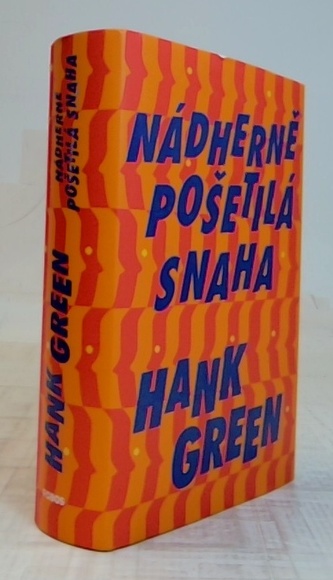 NÁDHERNĚ
POŠETILÁ
SNAHA
HANK
GREEN
NÁDHERNĚ
POŠETILÁ SNAHA
HANK GREEN